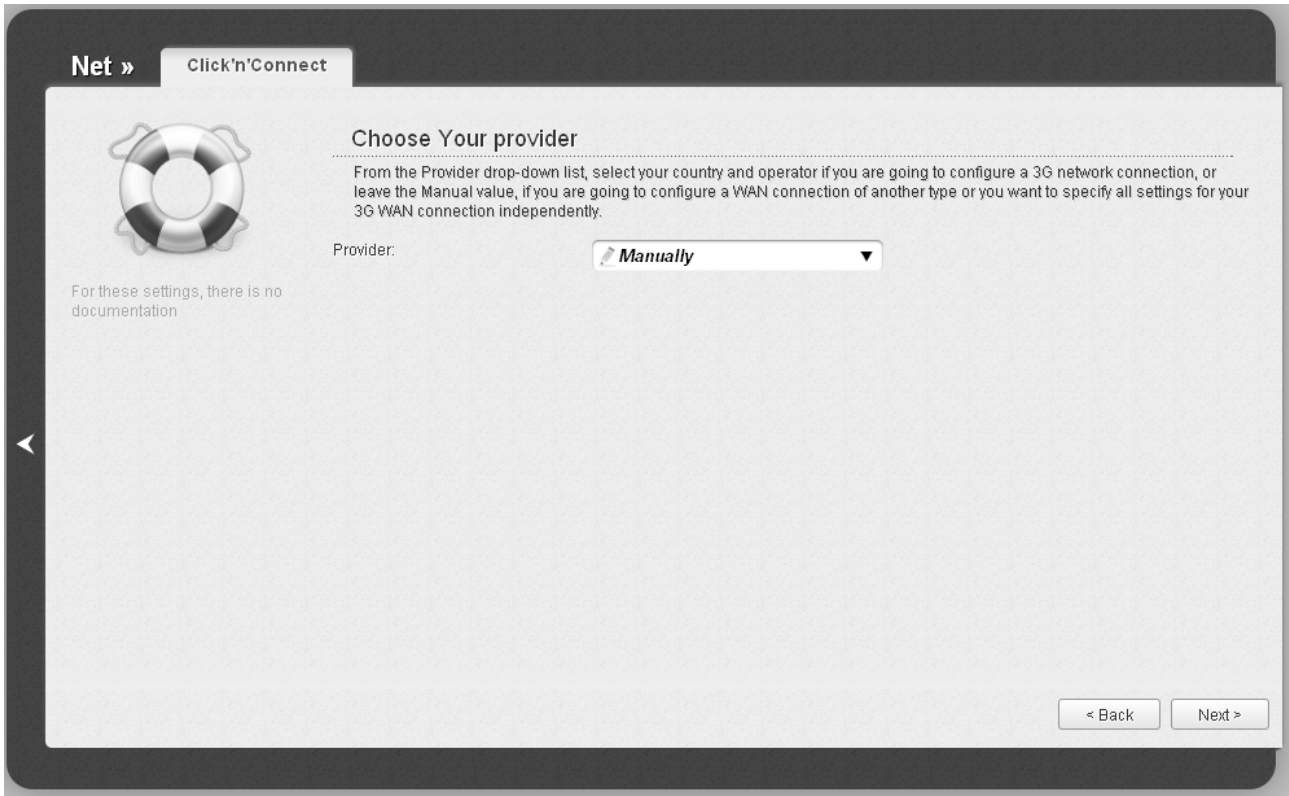 Net »
Click'n'Connect
Choose Your provider
From the Provider drop-down list, select your country and operator if you are going to configure a 3G network connection, or
leave the Manual value, if you are going to configure a WAN connection of another type or you want to specify all settings for your
3G WAN connection independently.
Provider:
Manually
For these settings, there is no
documentation
< Back
Next >